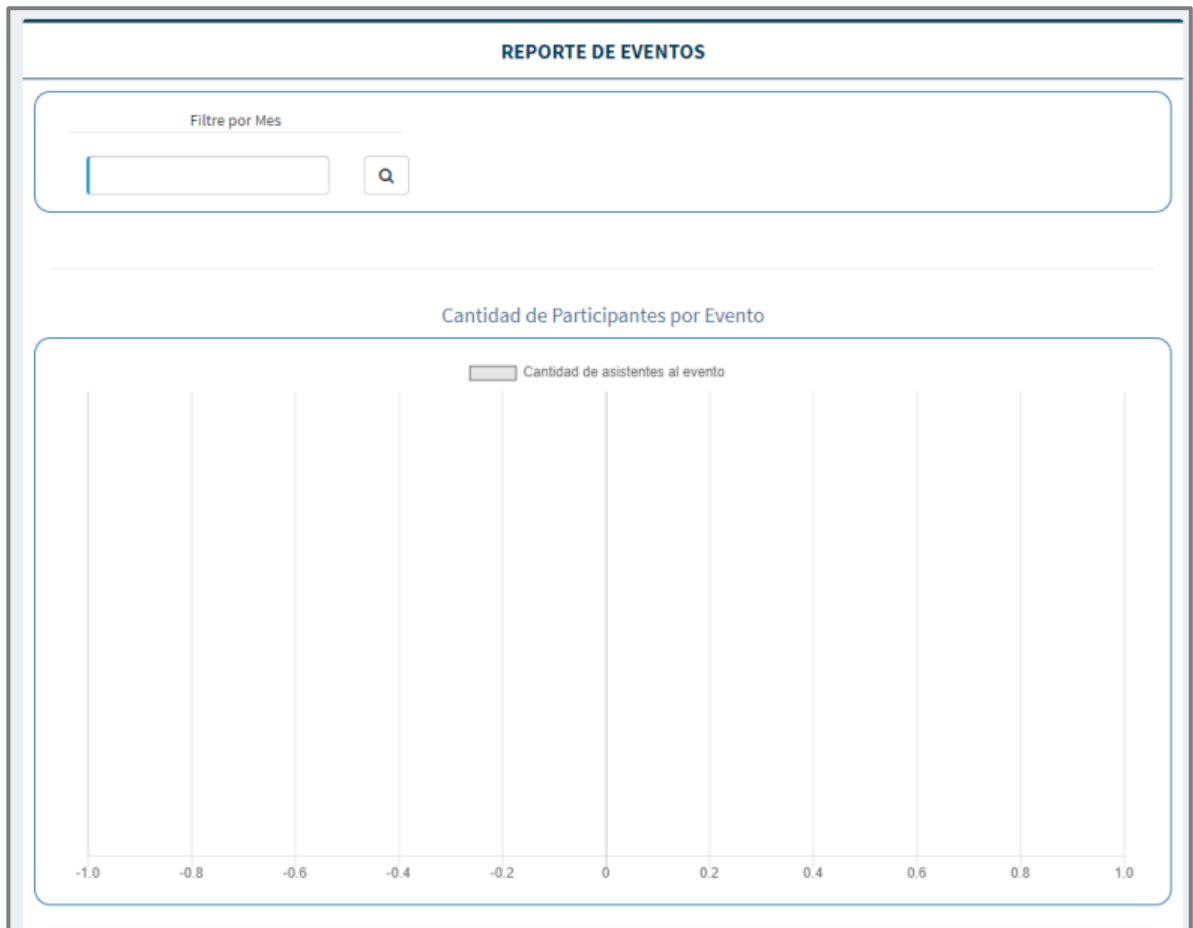 REPORTE DE EVENTOS
Filtre por Mes
Cantidad de Participantes por Evento
Cantidad de asistentes al evento
-1.0 -0.8 -0.6 -0.4 -0.2 0 0.2 0.4 0.6 0.8 1.0